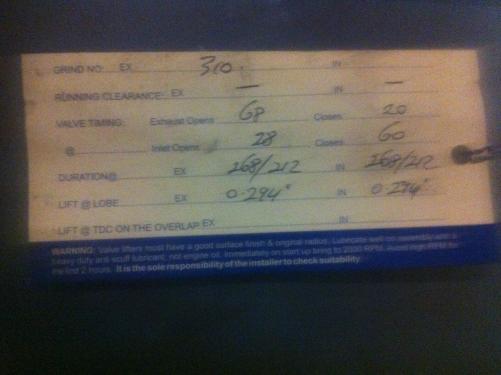 GRIND NO: EX 310. IN
RUNNING CLEARANCE: EX — IN —
VALVE TIMING: Exhaust Opens 68 Closes 20
@ Inlet Opens 28 Closes 60
DURATION@ EX 268/212 IN 268/212
LIFT @ LOBE EX 0.294" IN 0.294"
LIFT @ TDC ON THE OVERLAP EX IN
WARNING: Valve lifters must have a good surface finish & original radius. Lubricate well on assembly with a
heavy duty anti-scuff lubricant, not engine oil. Immediately on start up bring to 2000 RPM. Avoid high RPM for
the first 2 hours. It is the sole responsibility of the installer to check suitability.